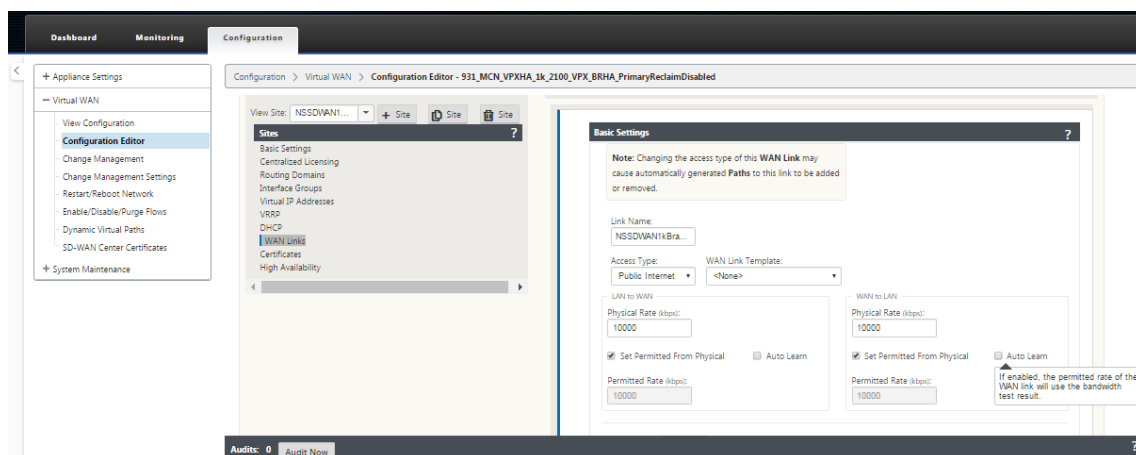 Dashboard Monitoring Configuration
+ Appliance Settings
− Virtual WAN
View Configuration
Configuration Editor
Change Management
Change Management Settings
Restart/Reboot Network
Enable/Disable/Purge Flows
Dynamic Virtual Paths
SD-WAN Center Certificates
+ System Maintenance
Configuration > Virtual WAN > Configuration Editor - 931_MCN_VPXHA_1k_2100_VPX_BRHA_PrimaryReclaimDisabled
View Site: NSSDWAN1... + Site Site Site
Sites ?
Basic Settings
Centralized Licensing
Routing Domains
Interface Groups
Virtual IP Addresses
VRRP
DHCP
WAN Links
Certificates
High Availability
Basic Settings ?
Note: Changing the access type of this WAN Link may
cause automatically generated Paths to this link to be added
or removed.
Link Name:
NSSDWAN1kBra...
Access Type: WAN Link Template:
Public Internet <None>
LAN to WAN
Physical Rate (kbps):
10000
Set Permitted From Physical Auto Learn
Permitted Rate (kbps):
10000
WAN to LAN
Physical Rate (kbps):
10000
Set Permitted From Physical Auto Learn
Permitted Rate (kbps):
10000
If enabled, the permitted rate of the
WAN link will use the bandwidth
test result.
Audits: 0 Audit Now ?